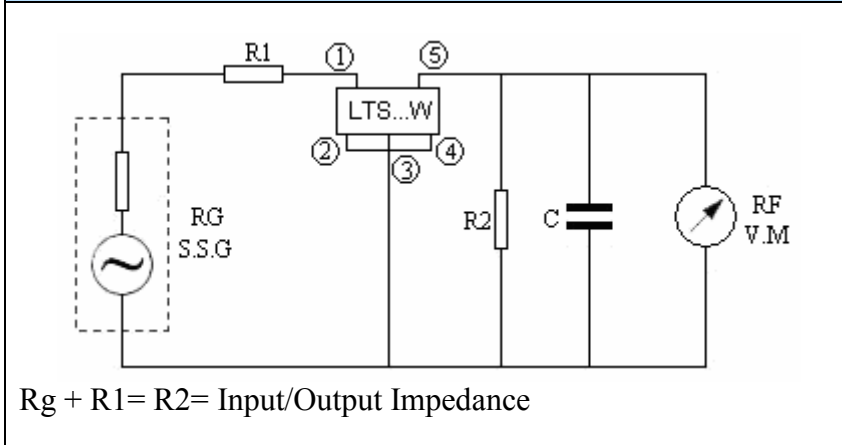 R1
①
⑤
LTS...W
②
③
④
RG
S.S.G
R2
C
RF
V.M
Rg + R1= R2= Input/Output Impedance